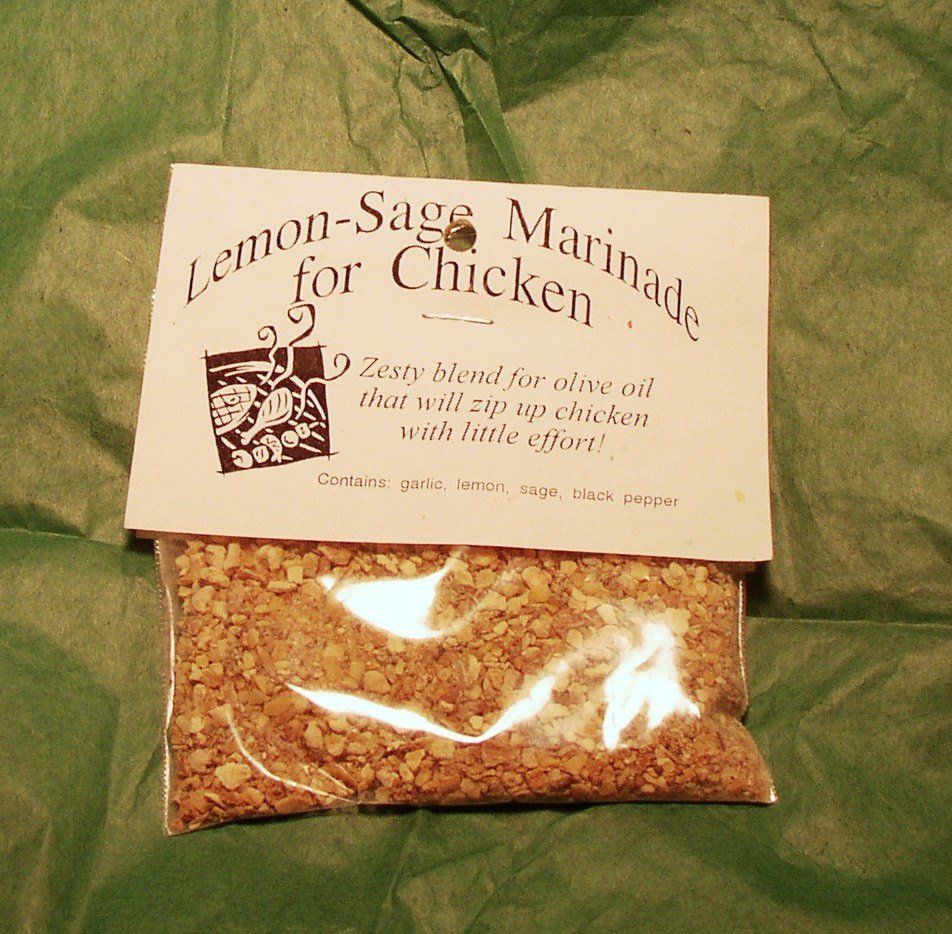 Lemon-Sage Marinade
for Chicken
Zesty blend for olive oil
that will zip up chicken
with little effort!
Contains: garlic, lemon, sage, black pepper